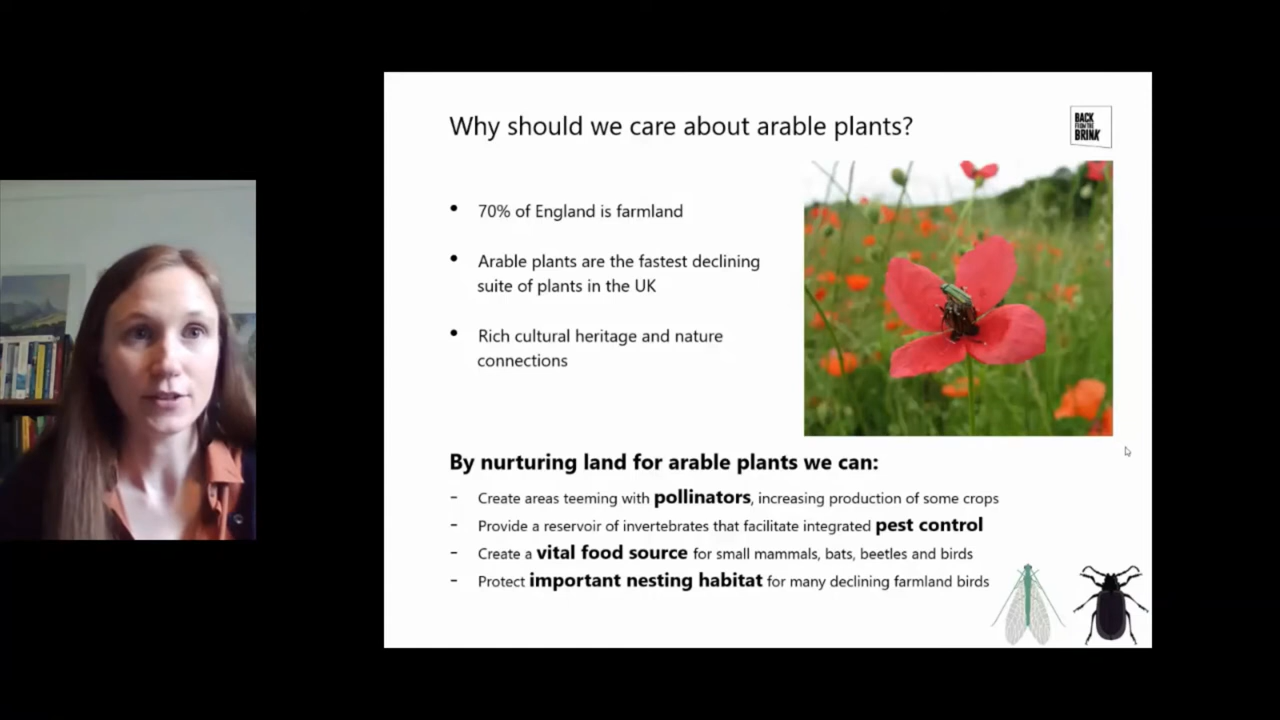 Why should we care about arable plants?
BACK
FROM THE
BRINK
• 70% of England is farmland
• Arable plants are the fastest declining
suite of plants in the UK
• Rich cultural heritage and nature
connections
By nurturing land for arable plants we can:
- Create areas teeming with pollinators, increasing production of some crops
- Provide a reservoir of invertebrates that facilitate integrated pest control
- Create a vital food source for small mammals, bats, beetles and birds
- Protect important nesting habitat for many declining farmland birds